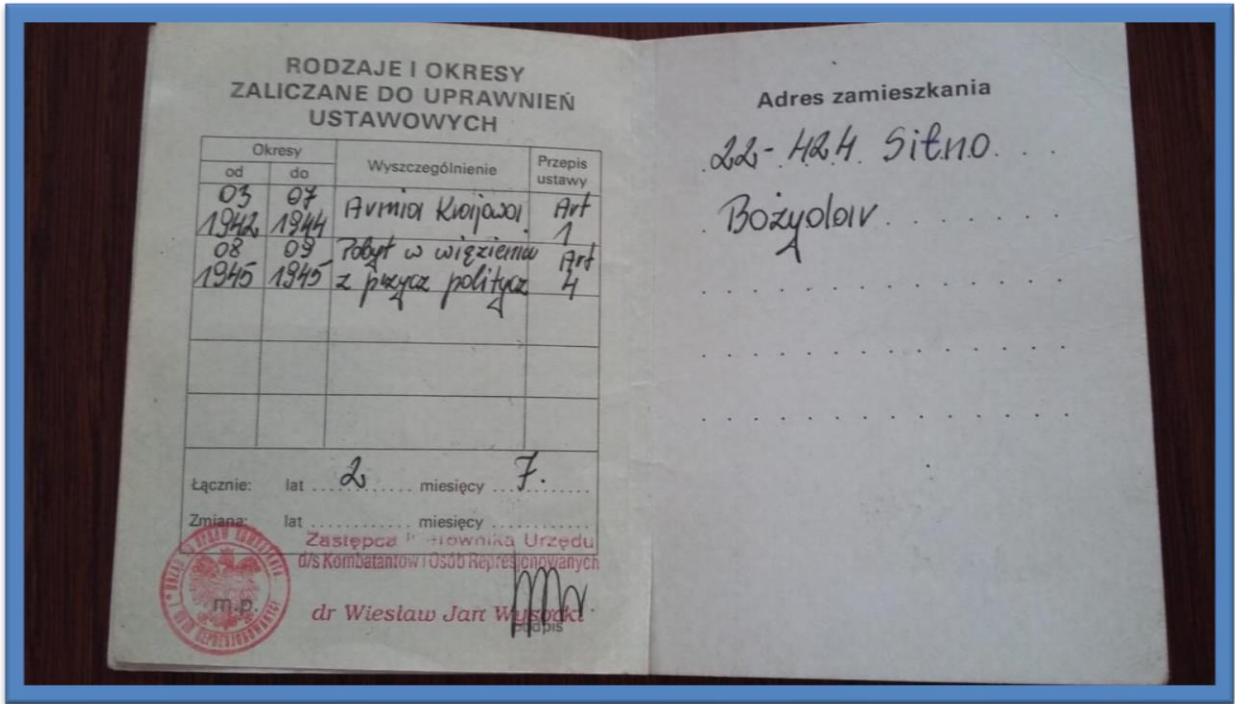 RODZAJE I OKRESY
ZALICZANE DO UPRAWNIEŃ
USTAWOWYCH
Okresy
od do
Wyszczególnienie
Przepis
ustawy
03 07
1942 1944
Armia Krajowa
Art
1
08 09
1945 1945
Pobyt w więzieniu
z przycz politycz
Art
4
Łącznie: lat 2 miesięcy 7.
Zmiana: lat miesięcy
Zastępca Kierownika Urzędu
d/s Kombatantów i Osób Represjonowanych
m.p.
dr Wiesław Jan Wysocki
podpis
Adres zamieszkania
22-424 Sitno
Bożydar